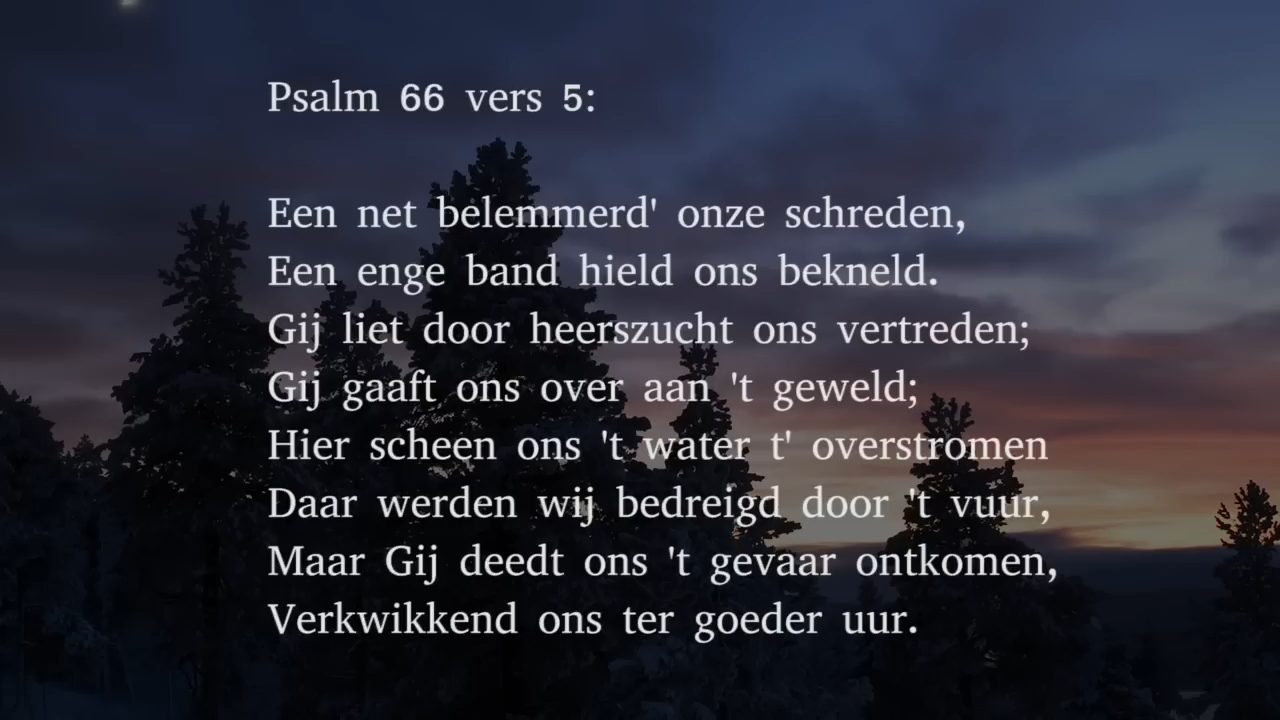 Psalm 66 vers 5:
Een net belemmerd' onze schreden,
Een enge band hield ons bekneld.
Gij liet door heerszucht ons vertreden;
Gij gaaft ons over aan 't geweld;
Hier scheen ons 't water t' overstromen
Daar werden wij bedreigd door 't vuur,
Maar Gij deedt ons 't gevaar ontkomen,
Verkwikkend ons ter goeder uur.